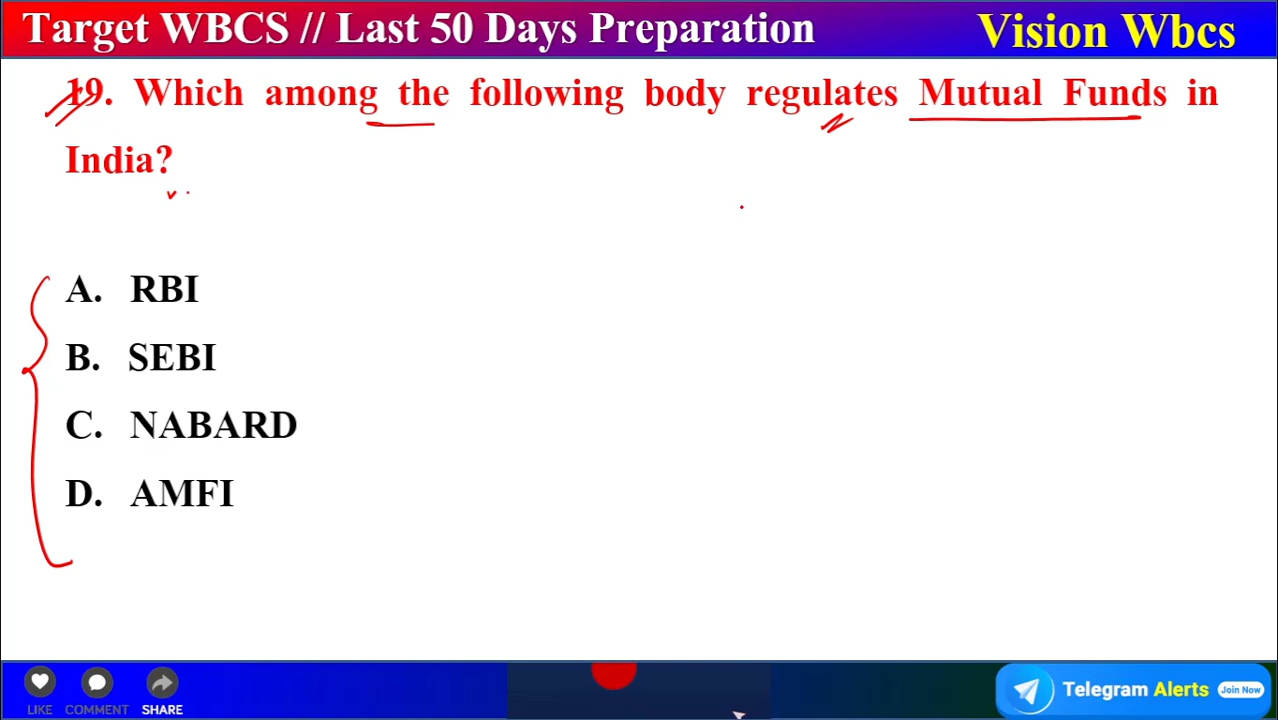 Target WBCS // Last 50 Days Preparation
Vision Wbcs
19. Which among the following body regulates Mutual Funds in
India?
A. RBI
B. SEBI
C. NABARD
D. AMFI
LIKE
COMMENT
SHARE
Telegram Alerts
Join Now